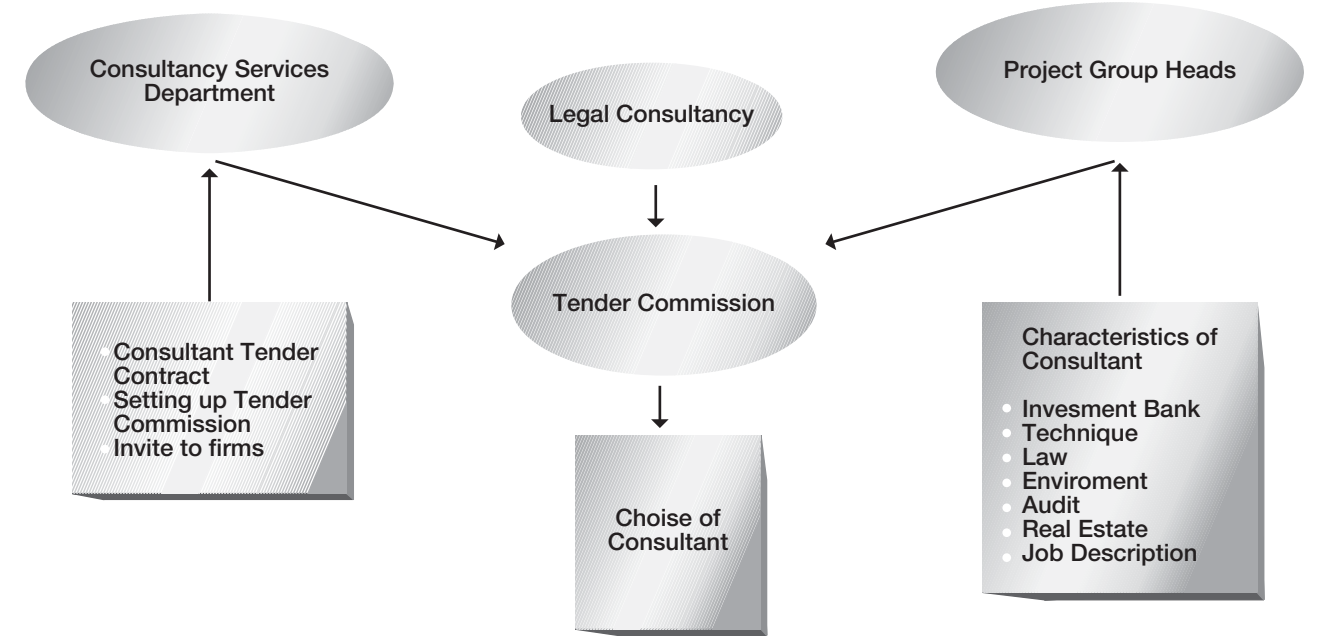 Consultancy Services
Department
Legal Consultancy
Project Group Heads
Tender Commission
Consultant Tender
Contract
Setting up Tender
Commission
Invite to firms
Choise of
Consultant
Characteristics of
Consultant
Invesment Bank
Technique
Law
Enviroment
Audit
Real Estate
Job Description